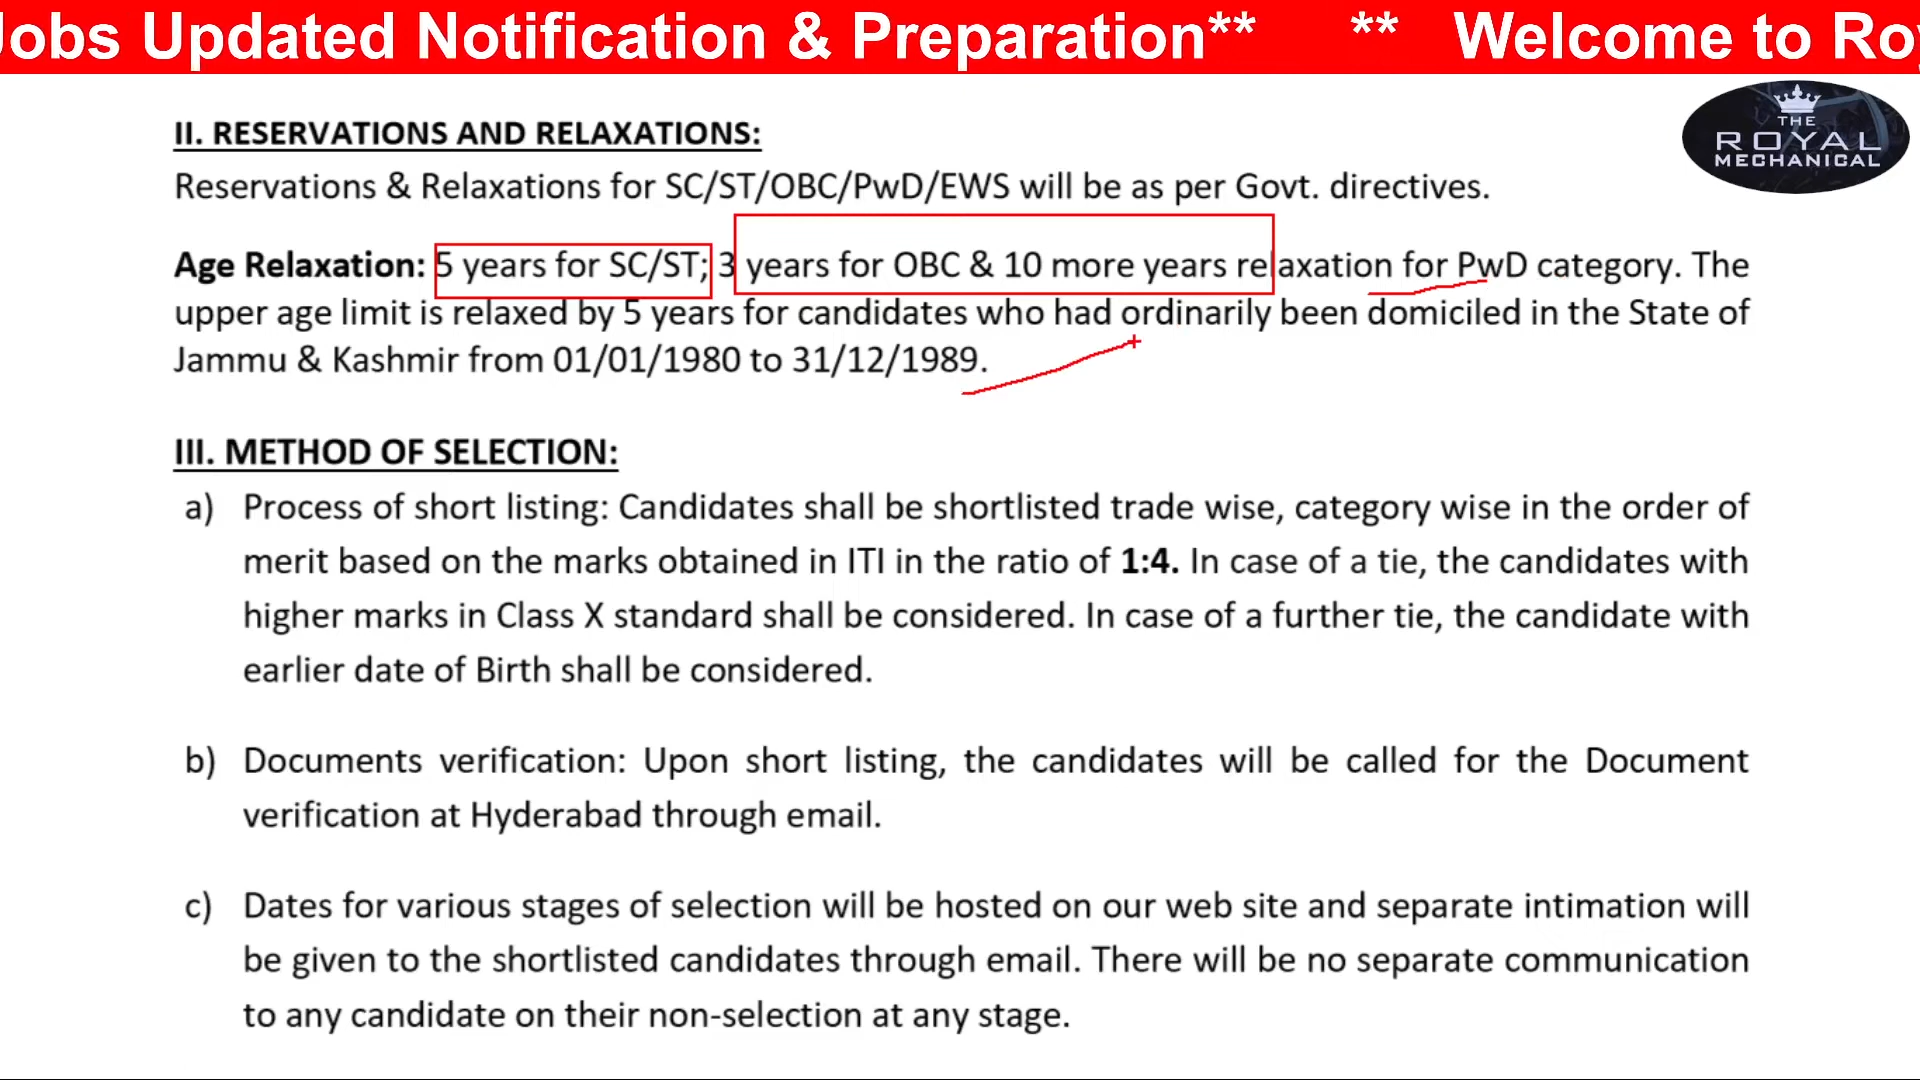 Jobs Updated Notification & Preparation** ** Welcome to Roy
THE
ROYAL
MECHANICAL
II. RESERVATIONS AND RELAXATIONS:
Reservations & Relaxations for SC/ST/OBC/PwD/EWS will be as per Govt. directives.
Age Relaxation: 5 years for SC/ST; 3 years for OBC & 10 more years relaxation for PwD category. The
upper age limit is relaxed by 5 years for candidates who had ordinarily been domiciled in the State of
Jammu & Kashmir from 01/01/1980 to 31/12/1989.
III. METHOD OF SELECTION:
a) Process of short listing: Candidates shall be shortlisted trade wise, category wise in the order of
merit based on the marks obtained in ITI in the ratio of 1:4. In case of a tie, the candidates with
higher marks in Class X standard shall be considered. In case of a further tie, the candidate with
earlier date of Birth shall be considered.
b) Documents verification: Upon short listing, the candidates will be called for the Document
verification at Hyderabad through email.
c) Dates for various stages of selection will be hosted on our web site and separate intimation will
be given to the shortlisted candidates through email. There will be no separate communication
to any candidate on their non-selection at any stage.